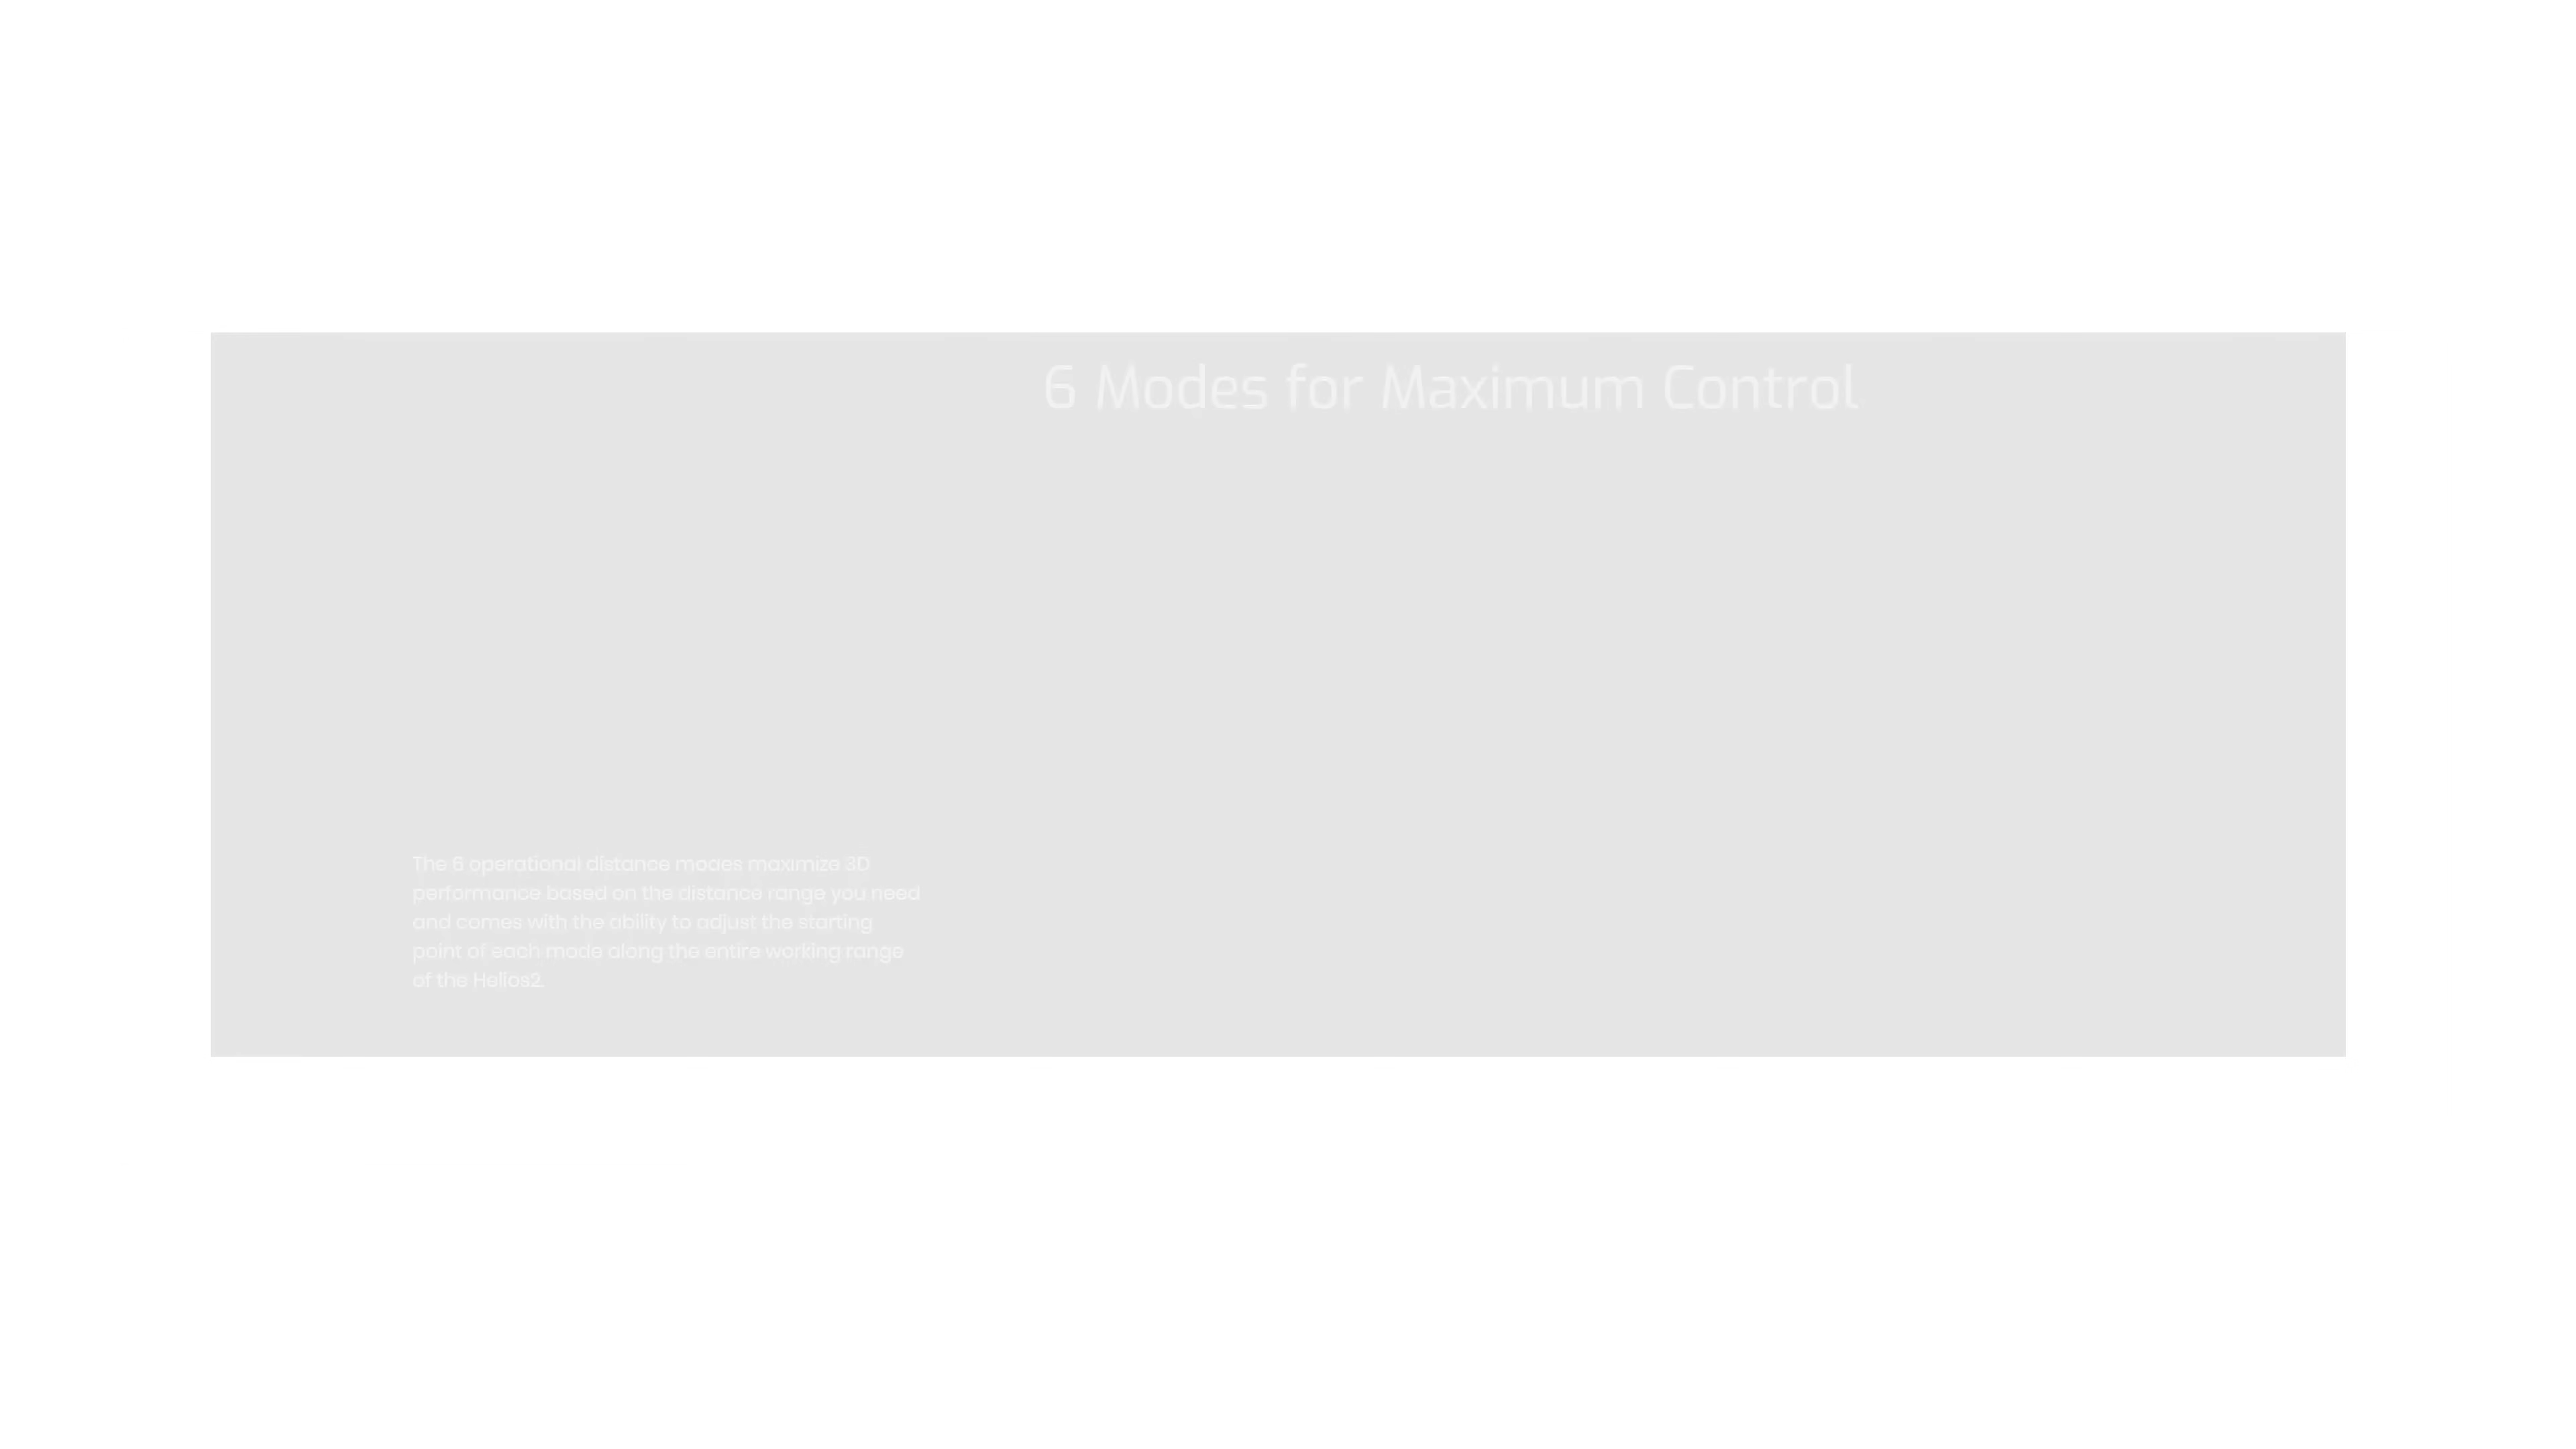 6 Modes for Maximum Control
The 6 operational distance modes maximize 3D
performance based on the distance range you need
and comes with the ability to adjust the starting
point of each mode along the entire working range
of the Helios2.